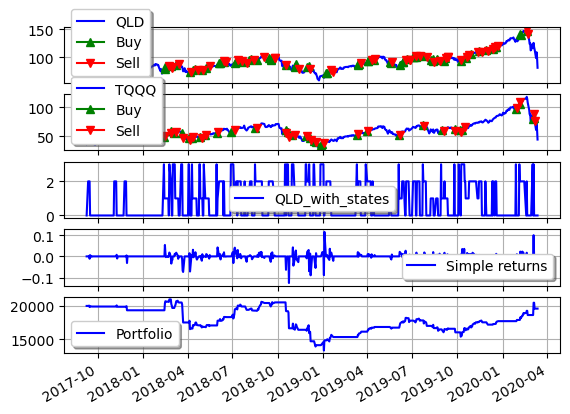 150
100
QLD
Buy
Sell
100
50
TQQQ
Buy
Sell
2
0
QLD_with_states
0.1
0.0
−0.1
Simple returns
20000
15000
Portfolio
2017-10 2018-01 2018-04 2018-07 2018-10 2019-01 2019-04 2019-07 2019-10 2020-01 2020-04